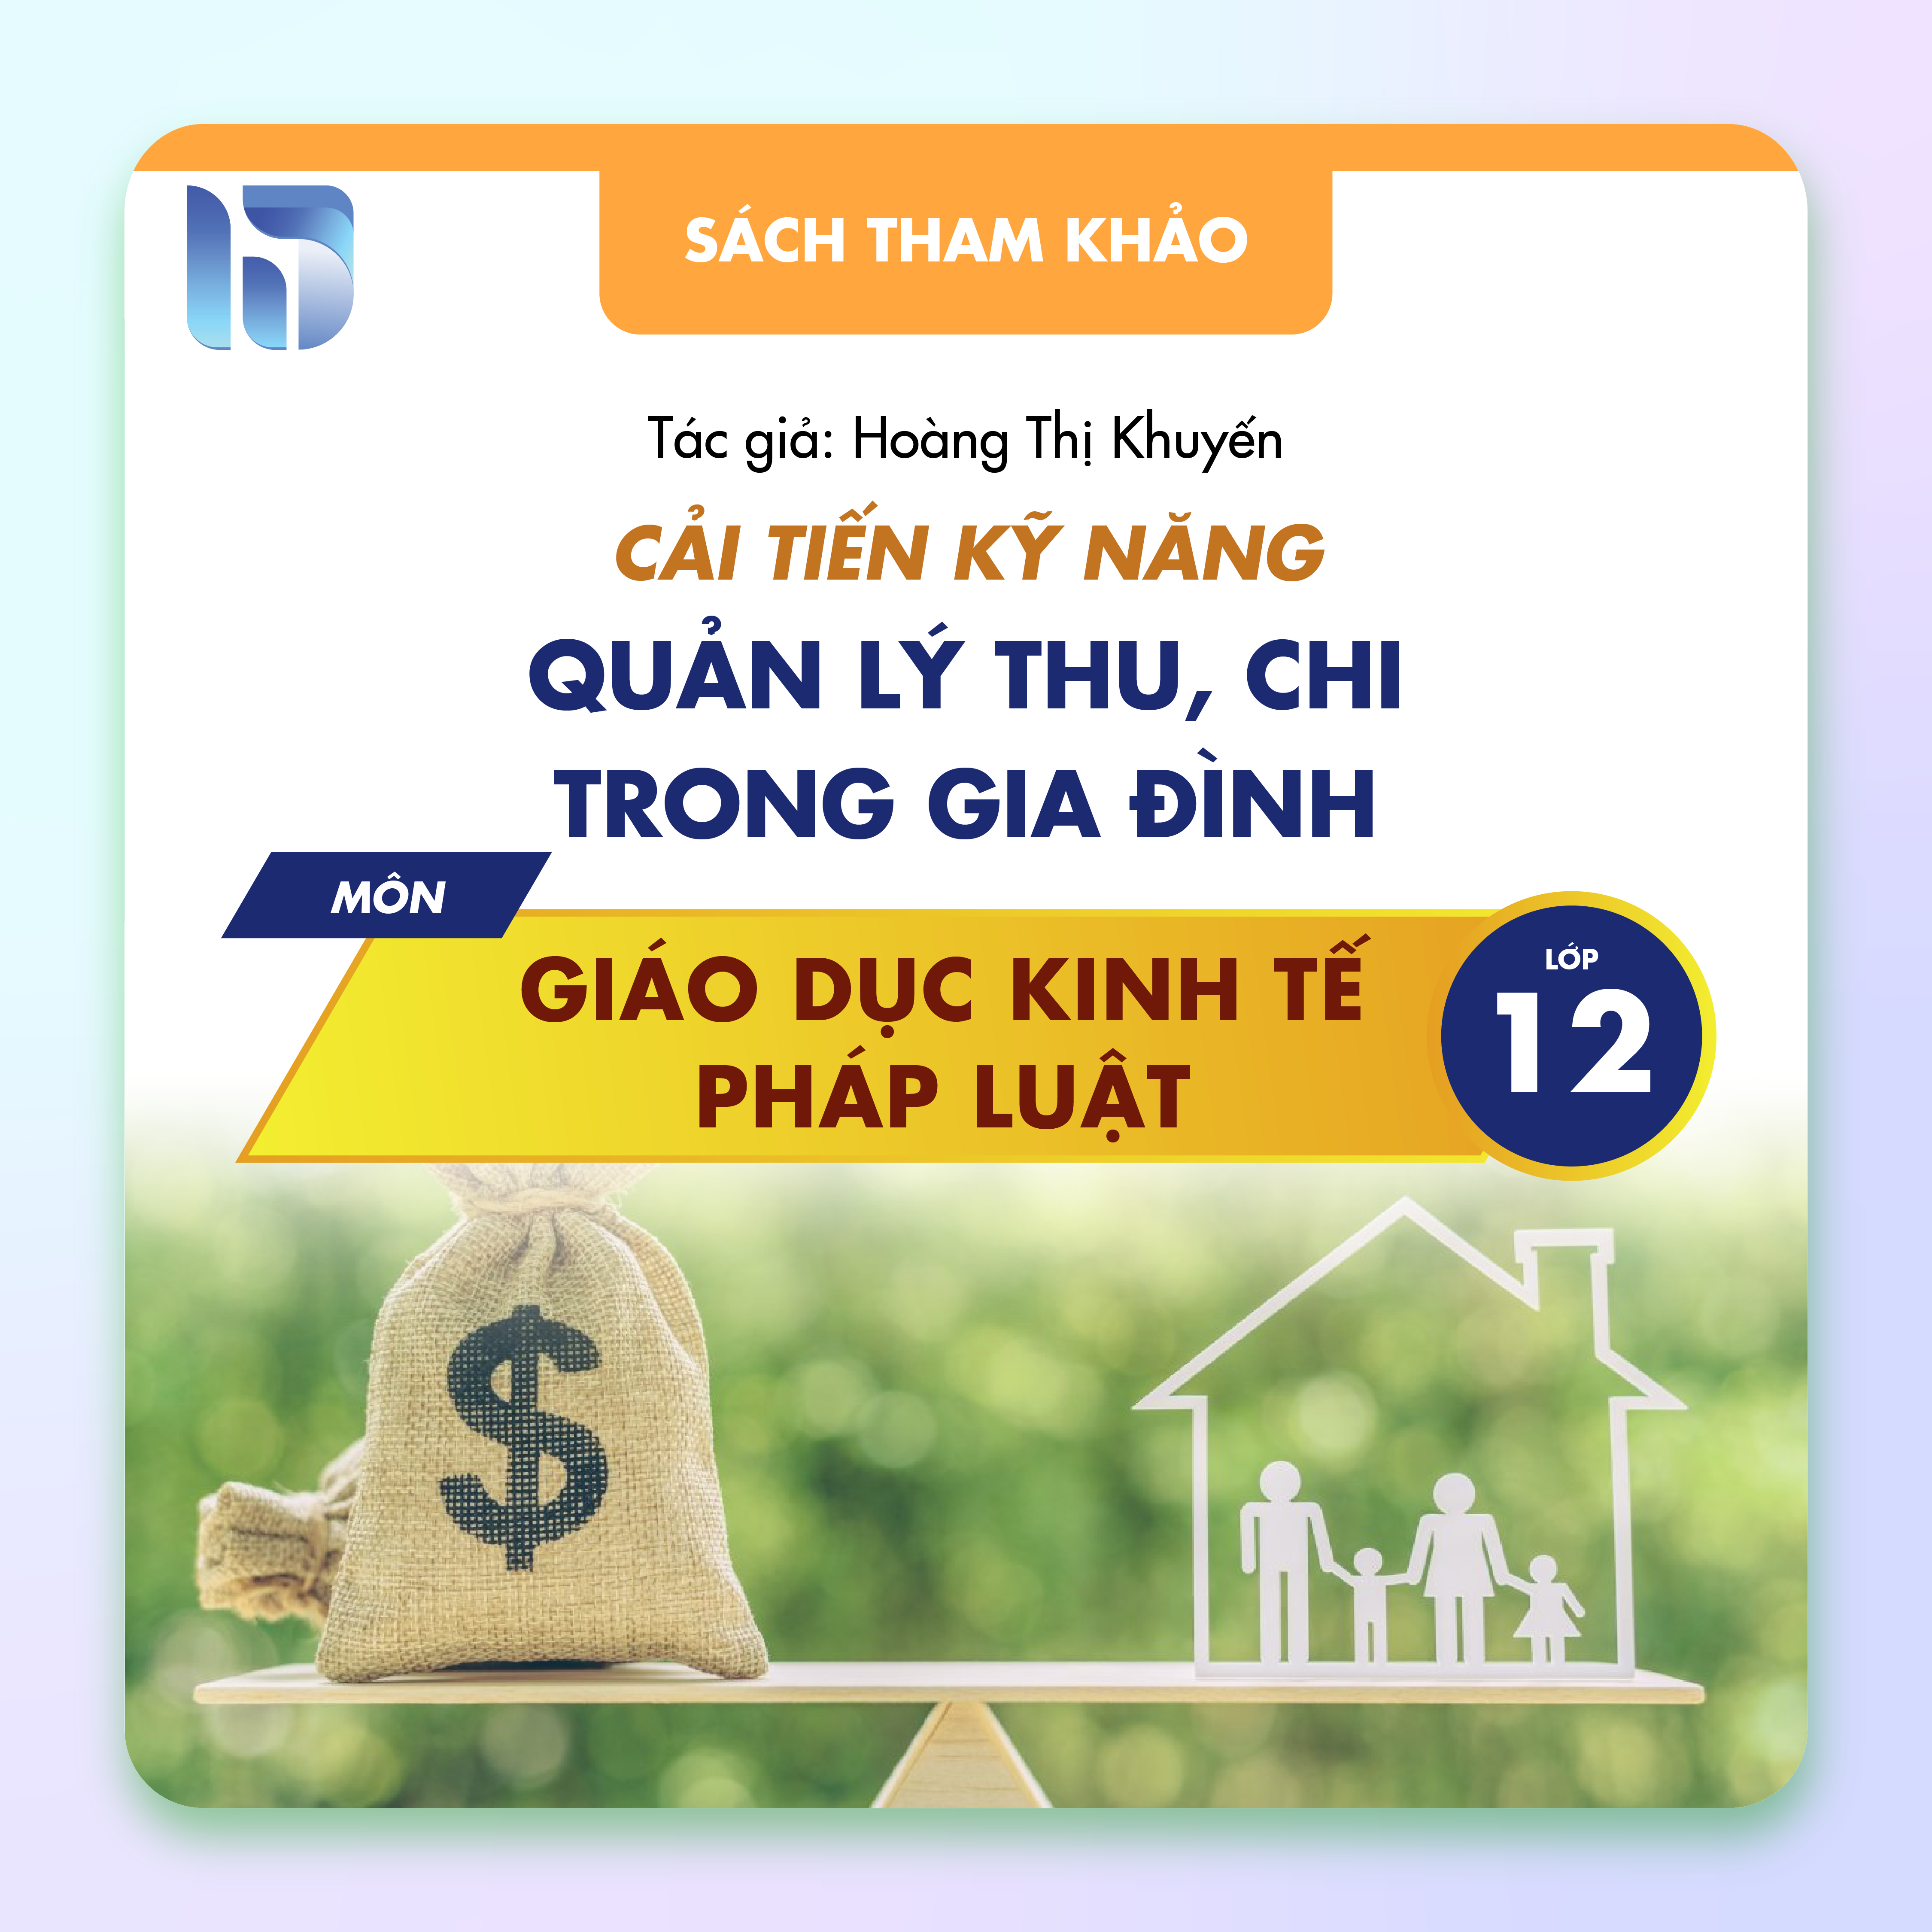 SÁCH THAM KHẢO
Tác giả: Hoàng Thị Khuyến
CẢI TIẾN KỸ NĂNG
QUẢN LÝ THU, CHI
TRONG GIA ĐÌNH
MÔN
GIÁO DỤC KINH TẾ
PHÁP LUẬT
LỚP
12
$